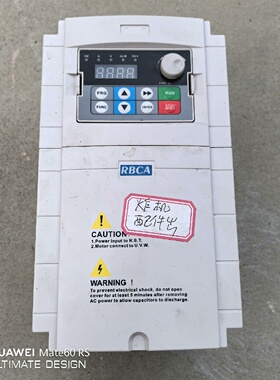 PRG
RUN
FUNC
ENTER
RBCA
CAUTION
1.Power input to R.S.T.
2.Motor connect to U.V.W.
WARNING !
To prevent electrical shock, do not open
cover for at least 5 minutes after removing
AC power to allow capacitors to discharge.
HUAWEI Mate60 RS
ULTIMATE DESIGN